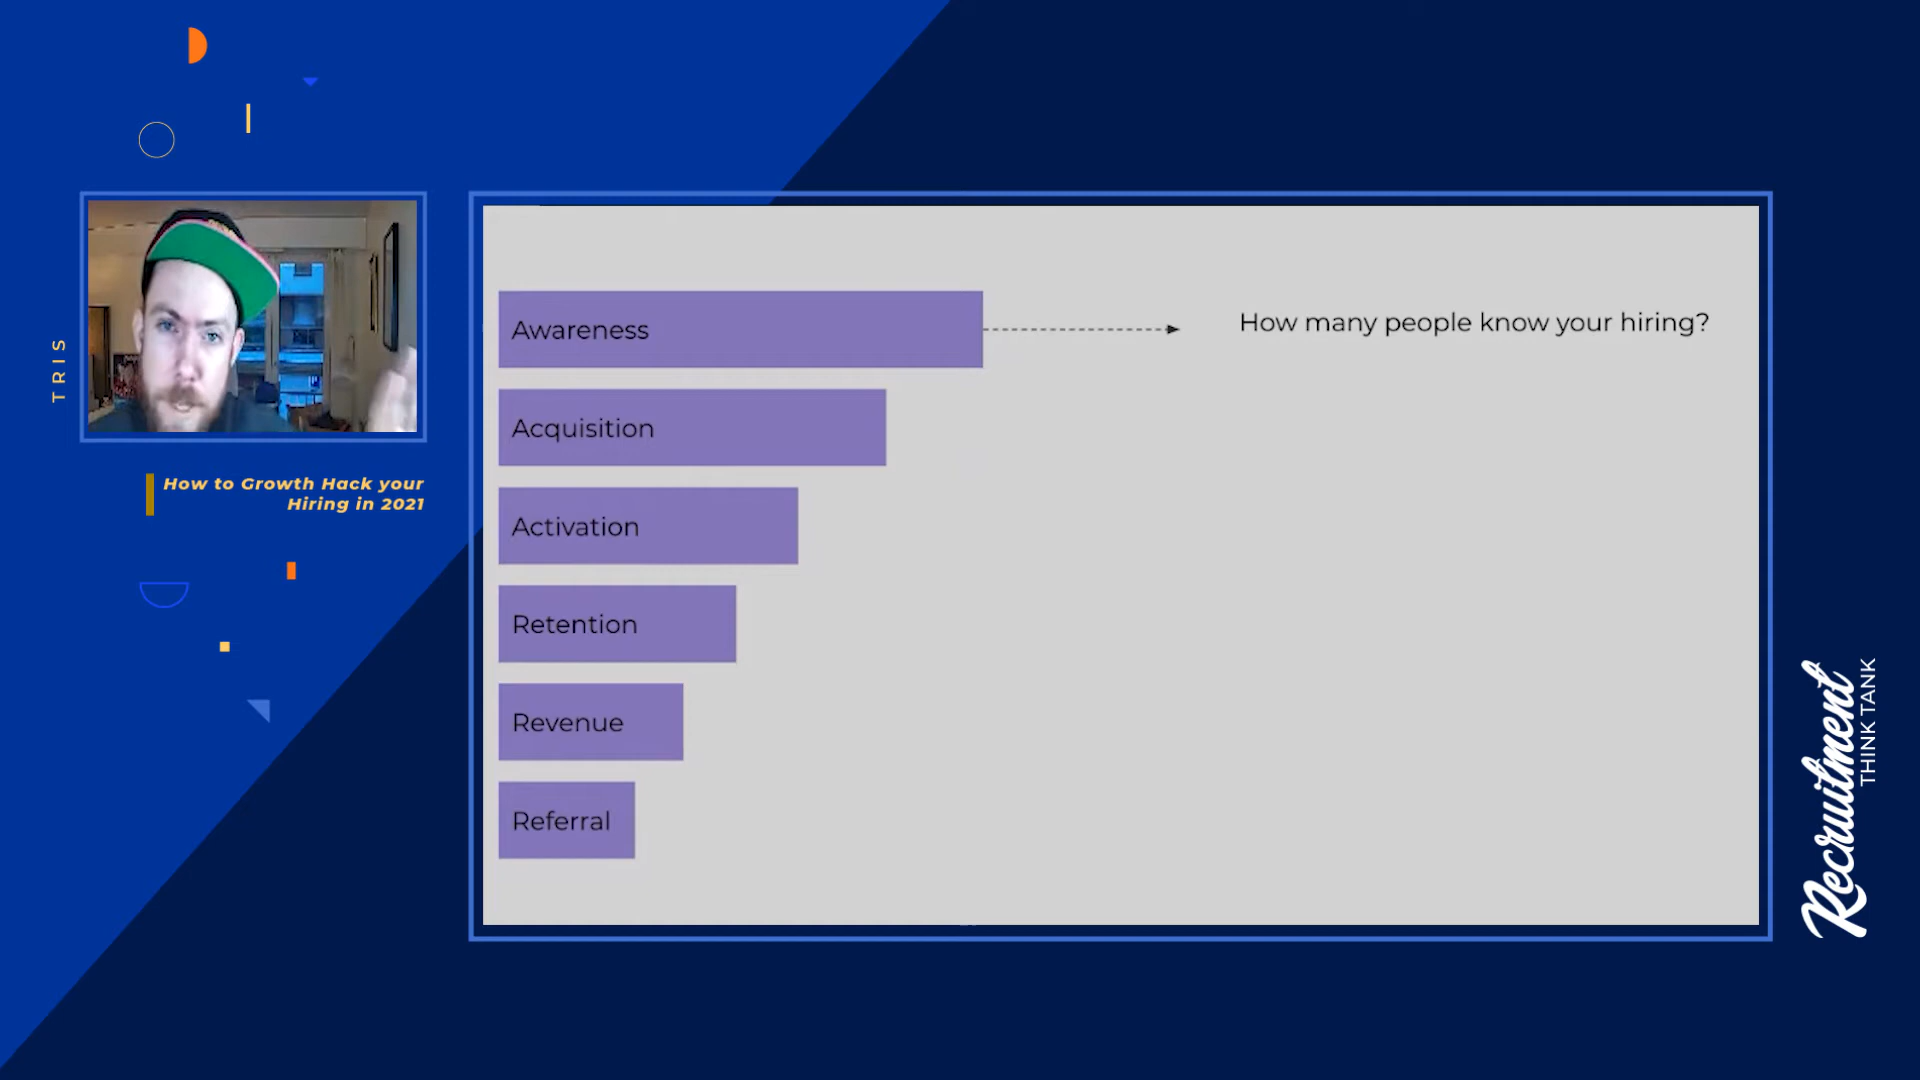 TRIS
How to Growth Hack your
Hiring in 2021
Awareness
How many people know your hiring?
Acquisition
Activation
Retention
Revenue
Referral
Recruitment
THINK TANK